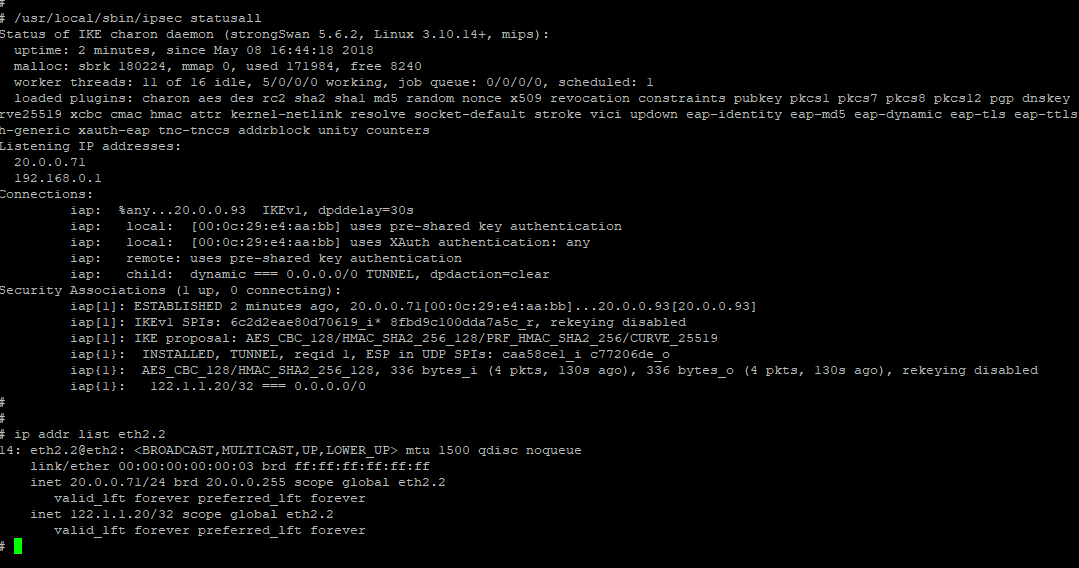 #
# /usr/local/sbin/ipsec statusall
Status of IKE charon daemon (strongSwan 5.6.2, Linux 3.10.14+, mips):
  uptime: 2 minutes, since May 08 16:44:18 2018
  malloc: sbrk 180224, mmap 0, used 171984, free 8240
  worker threads: 11 of 16 idle, 5/0/0/0 working, job queue: 0/0/0/0, scheduled: 1
  loaded plugins: charon aes des rc2 sha2 sha1 md5 random nonce x509 revocation constraints pubkey pkcs1 pkcs7 pkcs8 pkcs12 pgp dnskey
rve25519 xcbc cmac hmac attr kernel-netlink resolve socket-default stroke vici updown eap-identity eap-md5 eap-dynamic eap-tls eap-ttls
h-generic xauth-eap tnc-tnccs addrblock unity counters
Listening IP addresses:
  20.0.0.71
  192.168.0.1
Connections:
         iap:  %any...20.0.0.93  IKEv1, dpddelay=30s
         iap:   local:  [00:0c:29:e4:aa:bb] uses pre-shared key authentication
         iap:   local:  [00:0c:29:e4:aa:bb] uses XAuth authentication: any
         iap:   remote: uses pre-shared key authentication
         iap:   child:  dynamic === 0.0.0.0/0 TUNNEL, dpdaction=clear
Security Associations (1 up, 0 connecting):
         iap[1]: ESTABLISHED 2 minutes ago, 20.0.0.71[00:0c:29:e4:aa:bb]...20.0.0.93[20.0.0.93]
         iap[1]: IKEv1 SPIs: 6c2d2eae80d70619_i* 8fbd9c100dda7a5c_r, rekeying disabled
         iap[1]: IKE proposal: AES_CBC_128/HMAC_SHA2_256_128/PRF_HMAC_SHA2_256/CURVE_25519
         iap{1}:  INSTALLED, TUNNEL, reqid 1, ESP in UDP SPIs: caa58ce1_i c77206de_o
         iap{1}:  AES_CBC_128/HMAC_SHA2_256_128, 336 bytes_i (4 pkts, 130s ago), 336 bytes_o (4 pkts, 130s ago), rekeying disabled
         iap{1}:   122.1.1.20/32 === 0.0.0.0/0
#
#
# ip addr list eth2.2
14: eth2.2@eth2: <BROADCAST,MULTICAST,UP,LOWER_UP> mtu 1500 qdisc noqueue
    link/ether 00:00:00:00:00:03 brd ff:ff:ff:ff:ff:ff
    inet 20.0.0.71/24 brd 20.0.0.255 scope global eth2.2
       valid_lft forever preferred_lft forever
    inet 122.1.1.20/32 scope global eth2.2
       valid_lft forever preferred_lft forever
#